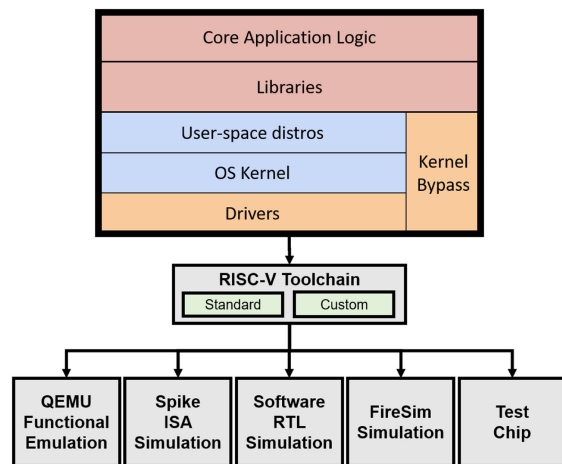 Core Application Logic
Libraries
User-space distros
OS Kernel
Drivers
Kernel
Bypass
RISC-V Toolchain
Standard
Custom
QEMU
Functional
Emulation
Spike
ISA
Simulation
Software
RTL
Simulation
FireSim
Simulation
Test
Chip